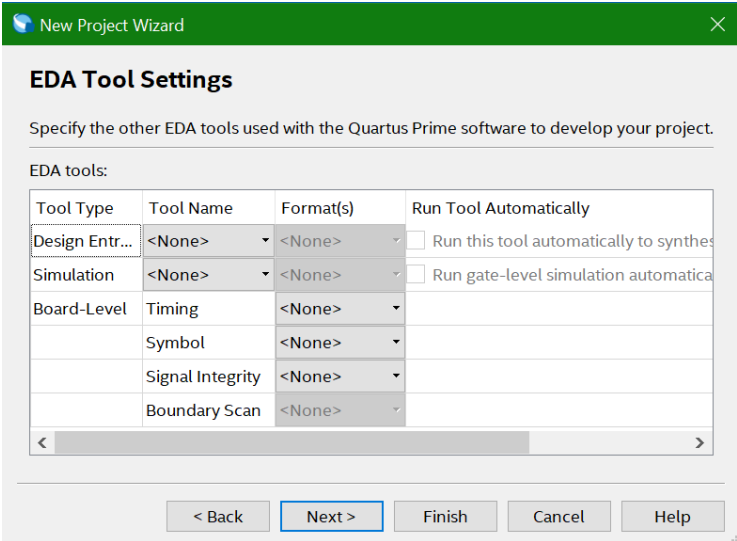 New Project Wizard
EDA Tool Settings
Specify the other EDA tools used with the Quartus Prime software to develop your project.
EDA tools:
Tool Type Tool Name Format(s) Run Tool Automatically
Design Entr... <None> <None> Run this tool automatically to synthes
Simulation <None> <None> Run gate-level simulation automatica
Board-Level Timing <None>
Symbol <None>
Signal Integrity <None>
Boundary Scan <None>
< Back Next > Finish Cancel Help